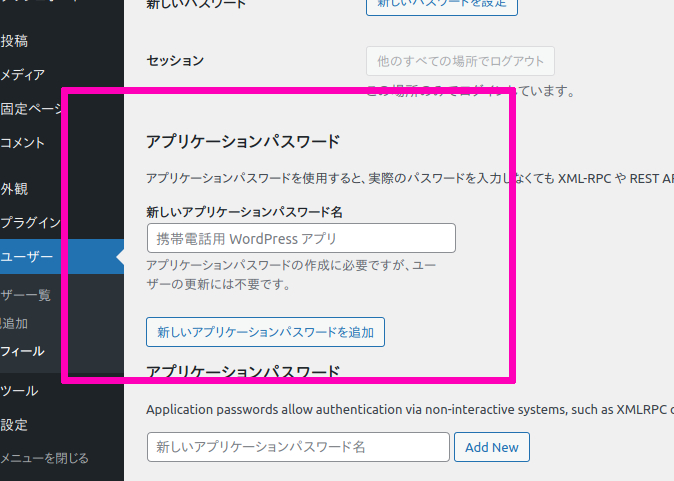 新しいパスワード
新しいパスワードを設定
投稿
メディア
固定ページ
コメント
外観
プラグイン
ユーザー
ザー一覧
追加
フィール
ツール
設定
メニューを閉じる
セッション
他のすべての場所でログアウト
この場所のみでログインしています。
アプリケーションパスワード
アプリケーションパスワードを使用すると、実際のパスワードを入力しなくても XML-RPC や REST AP
新しいアプリケーションパスワード名
携帯電話用 WordPress アプリ
アプリケーションパスワードの作成に必要ですが、ユー
ザーの更新には不要です。
新しいアプリケーションパスワードを追加
アプリケーションパスワード
Application passwords allow authentication via non-interactive systems, such as XMLRPC
新しいアプリケーションパスワード名
Add New